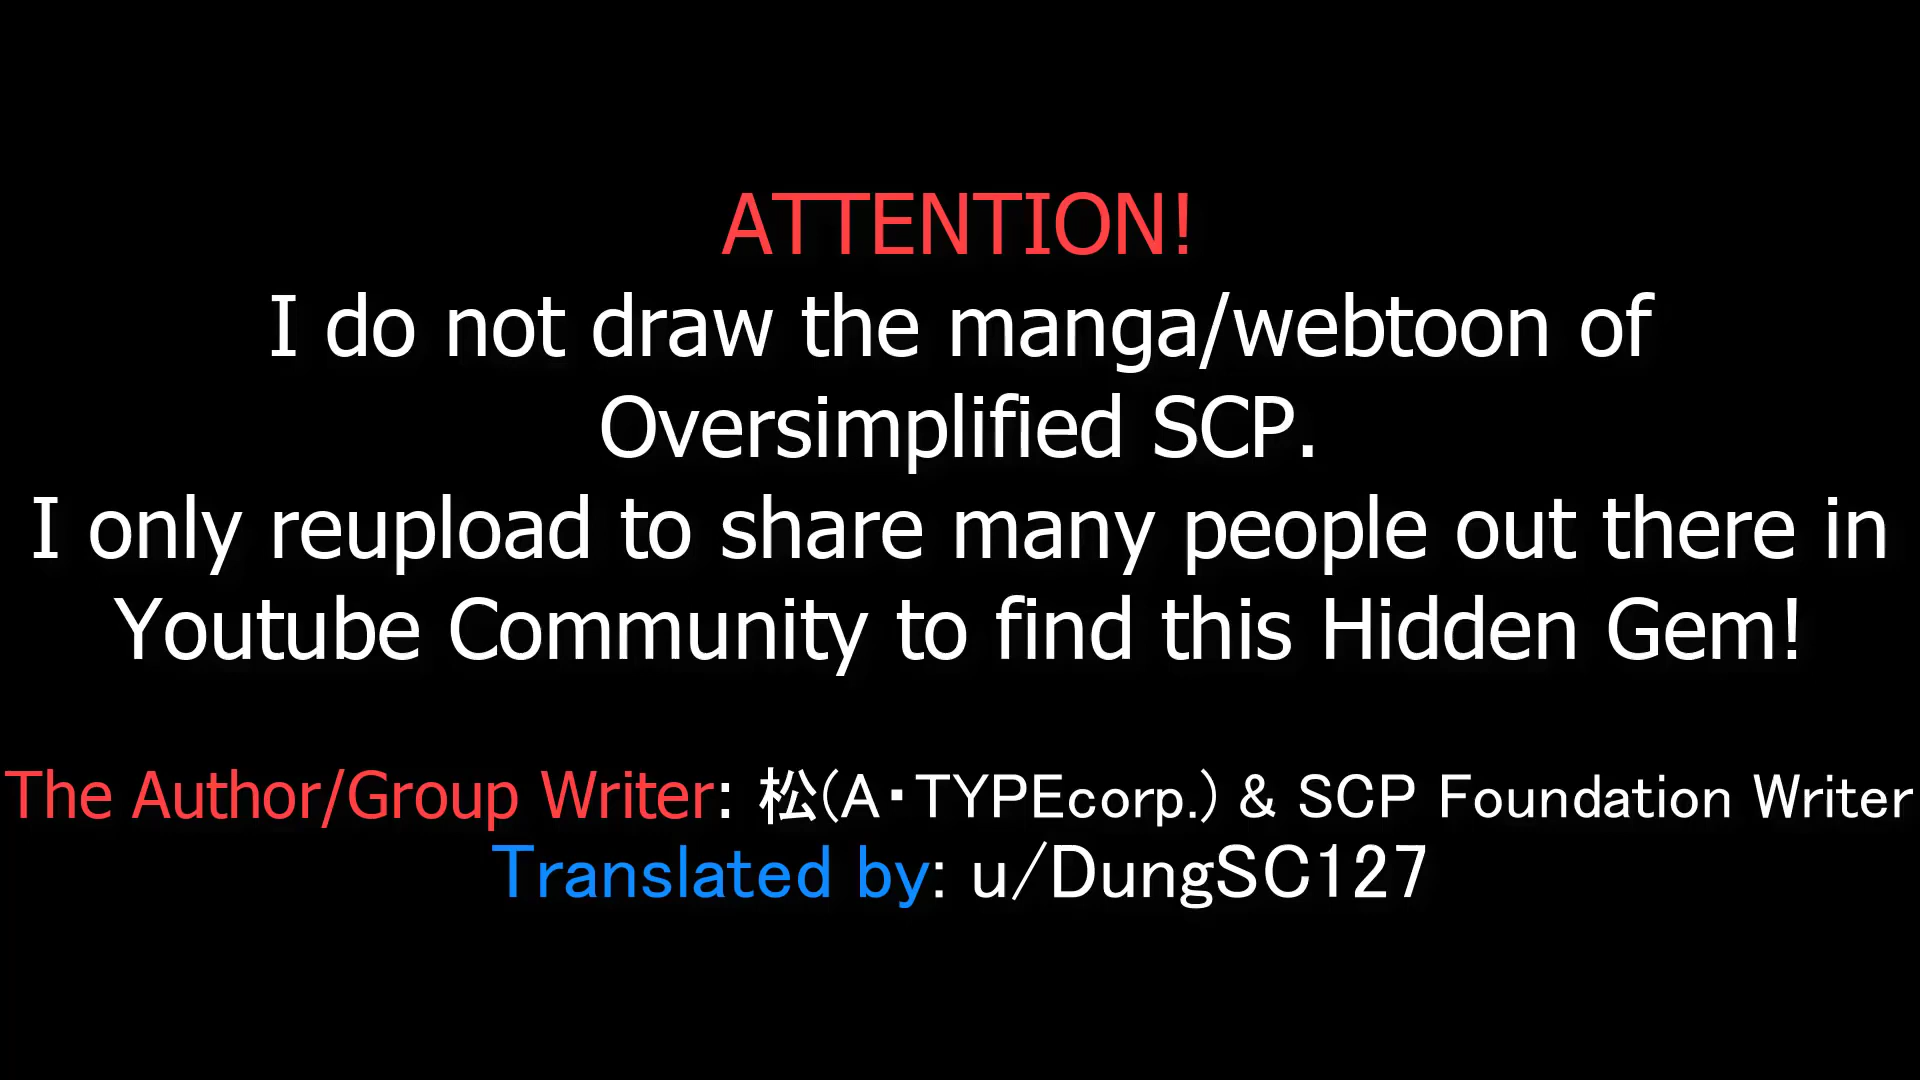 ATTENTION!
I do not draw the manga/webtoon of
Oversimplified SCP.
I only reupload to share many people out there in
Youtube Community to find this Hidden Gem!
The Author/Group Writer: 松(A・TYPEcorp.) & SCP Foundation Writer
Translated by: u/DungSC127